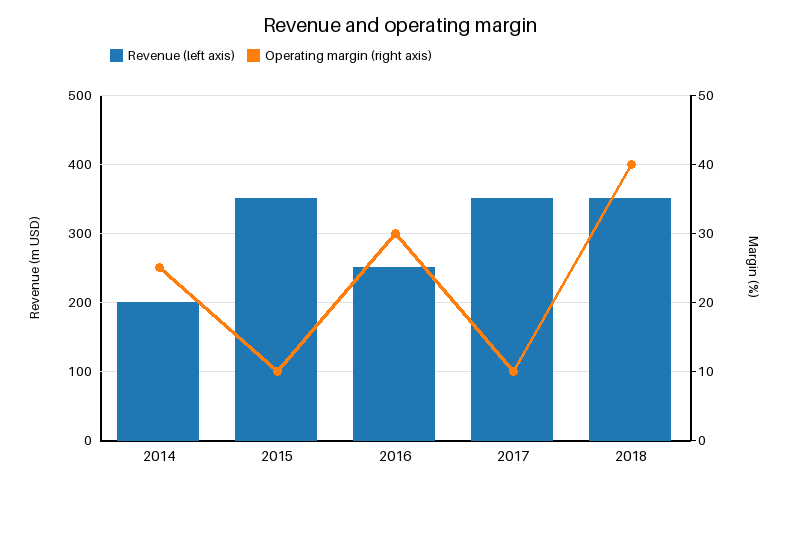 Revenue and operating margin
Revenue (left axis) Operating margin (right axis)
500 50
400 40
300 30
200 20
100 10
0 0
Revenue (m USD)
Margin (%)
2014 2015 2016 2017 2018